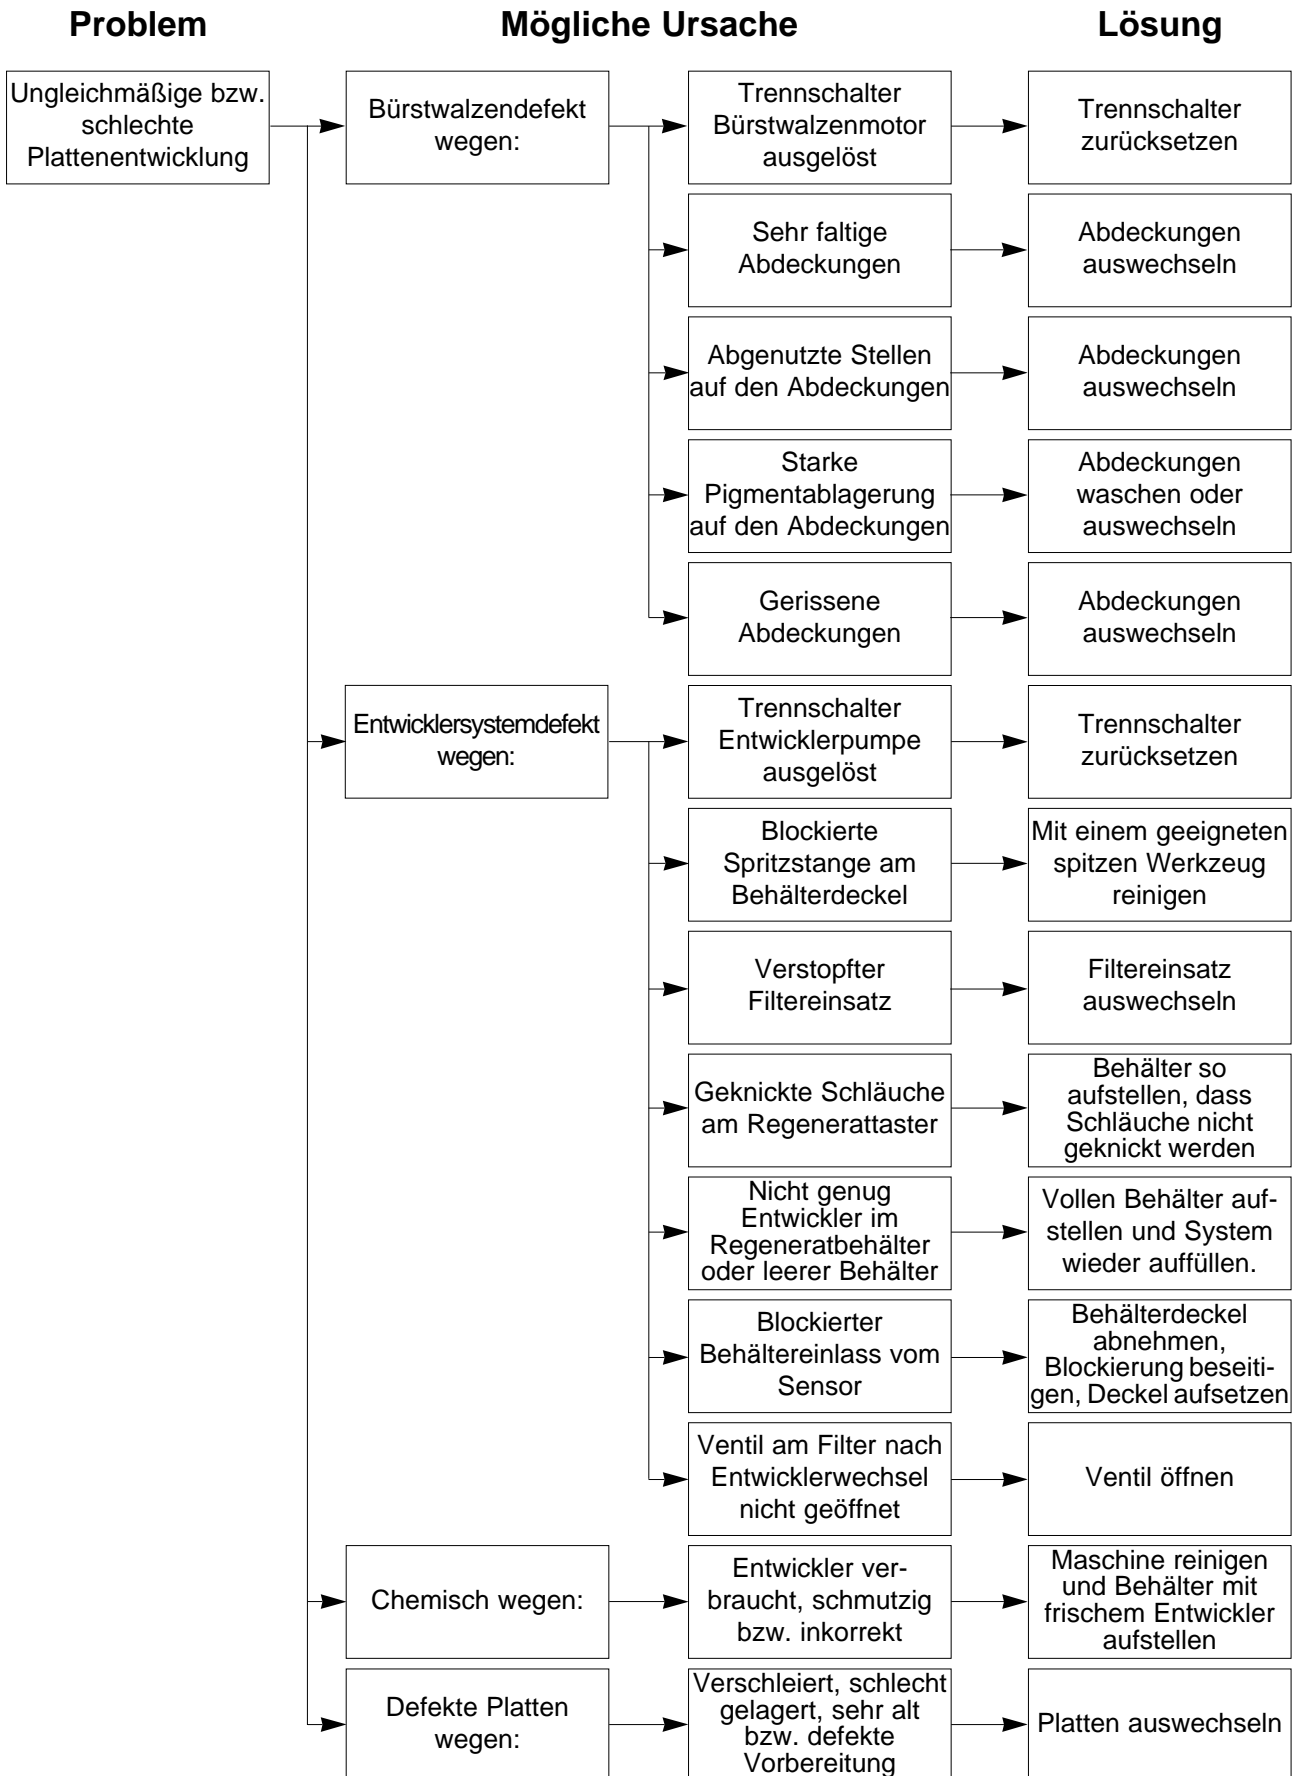 Problem
Mögliche Ursache
Lösung
Ungleichmäßige bzw.
schlechte
Plattenentwicklung
Bürstwalzendefekt
wegen:
Trennschalter
Bürstwalzenmotor
ausgelöst
Trennschalter
zurücksetzen
Sehr faltige
Abdeckungen
Abdeckungen
auswechseln
Abgenutzte Stellen
auf den Abdeckungen
Abdeckungen
auswechseln
Starke
Pigmentablagerung
auf den Abdeckungen
Abdeckungen
waschen oder
auswechseln
Gerissene
Abdeckungen
Abdeckungen
auswechseln
Entwicklersystemdefekt
wegen:
Trennschalter
Entwicklerpumpe
ausgelöst
Trennschalter
zurücksetzen
Blockierte
Spritzstange am
Behälterdeckel
Mit einem geeigneten
spitzen Werkzeug
reinigen
Verstopfter
Filtereinsatz
Filtereinsatz
auswechseln
Geknickte Schläuche
am Regenerattaster
Behälter so
aufstellen, dass
Schläuche nicht
geknickt werden
Nicht genug
Entwickler im
Regeneratbehälter
oder leerer Behälter
Vollen Behälter auf-
stellen und System
wieder auffüllen.
Blockierter
Behältereinlass vom
Sensor
Behälterdeckel
abnehmen,
Blockierung beseiti-
gen, Deckel aufsetzen
Ventil am Filter nach
Entwicklerwechsel
nicht geöffnet
Ventil öffnen
Chemisch wegen:
Entwickler ver-
braucht, schmutzig
bzw. inkorrekt
Maschine reinigen
und Behälter mit
frischem Entwickler
aufstellen
Defekte Platten
wegen:
Verschleiert, schlecht
gelagert, sehr alt
bzw. defekte
Vorbereitung
Platten auswechseln